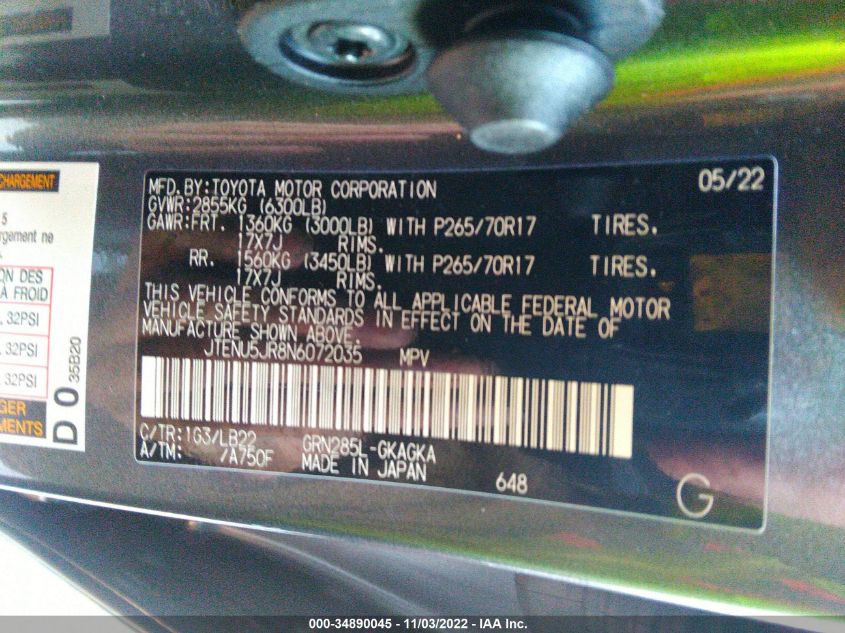 CHARGEMENT
5
rgement ne
ON DES
À FROID
32PSI
32PSI
32PSI
GER
MENTS
D 0
35B20
MFD.BY:TOYOTA MOTOR CORPORATION 05/22
GVWR:2855KG (6300LB)
GAWR:FRT. 1360KG (3000LB) WITH P265/70R17 TIRES.
17X7J RIMS.
RR. 1560KG (3450LB) WITH P265/70R17 TIRES.
17X7J RIMS.
THIS VEHICLE CONFORMS TO ALL APPLICABLE FEDERAL MOTOR
VEHICLE SAFETY STANDARDS IN EFFECT ON THE DATE OF
MANUFACTURE SHOWN ABOVE.
JTENU5JR8N6072035 MPV
C/TR:1G3/LB22 GRN285L-GKAGKA
A/TM: /A750F MADE IN JAPAN
648
G
000-34890045 - 11/03/2022 - IAA Inc.